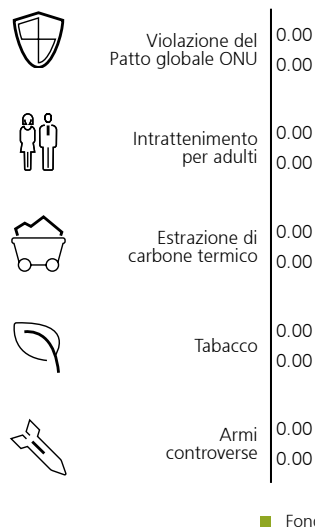 Violazione del
Patto globale ONU
0.00
0.00
Intrattenimento
per adulti
0.00
0.00
Estrazione di
carbone termico
0.00
0.00
Tabacco
0.00
0.00
Armi
controverse
0.00
0.00